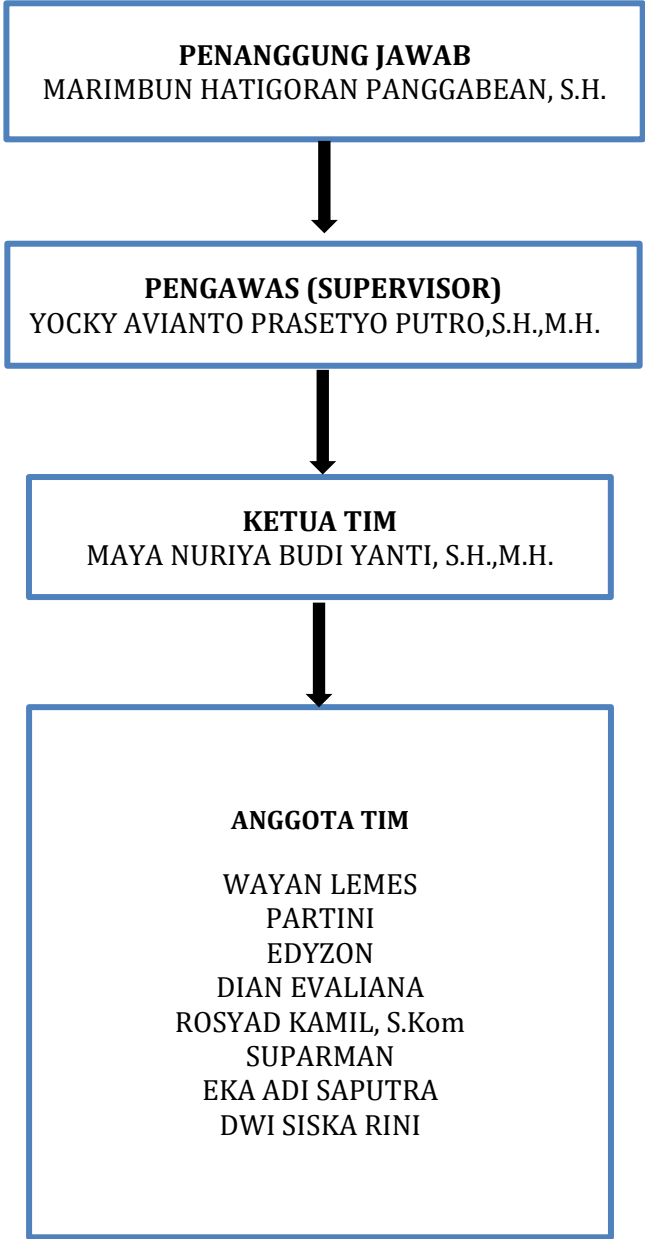 PENANGGUNG JAWAB
MARIMBUN HATIGORAN PANGGABEAN, S.H.
PENGAWAS (SUPERVISOR)
YOCKY AVIANTO PRASETYO PUTRO,S.H.,M.H.
KETUA TIM
MAYA NURIYA BUDI YANTI, S.H.,M.H.
ANGGOTA TIM
WAYAN LEMES
PARTINI
EDYZON
DIAN EVALIANA
ROSYAD KAMIL, S.Kom
SUPARMAN
EKA ADI SAPUTRA
DWI SISKA RINI